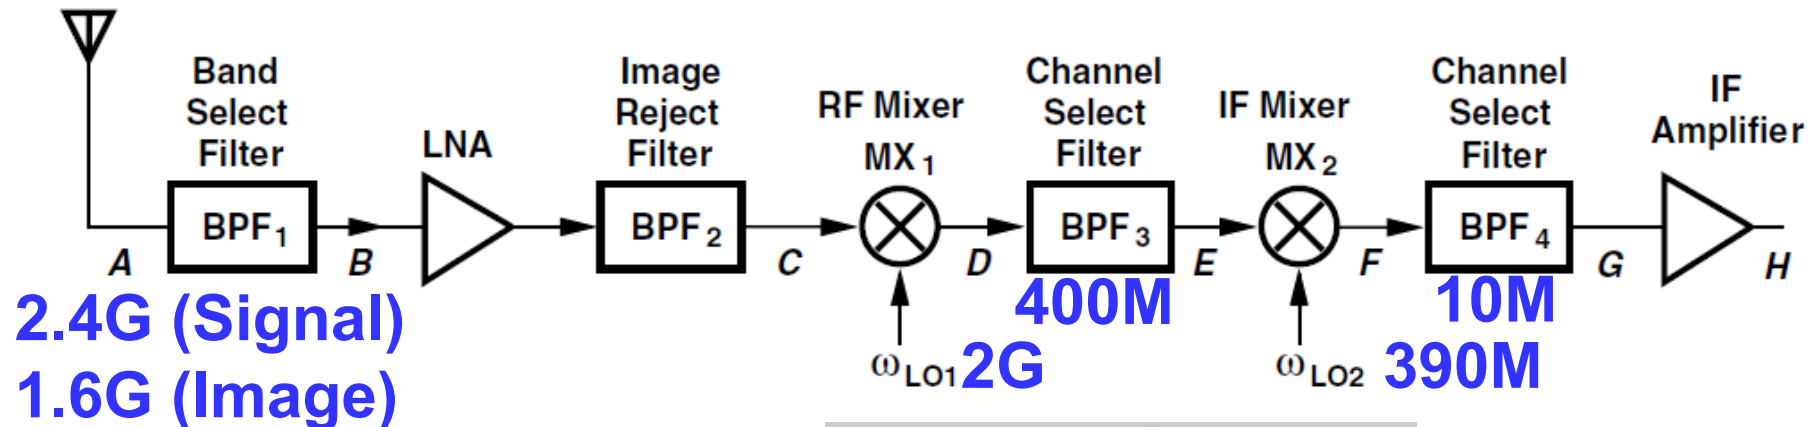 Band
Select
Filter
LNA
Image
Reject
Filter
RF Mixer
MX1
Channel
Select
Filter
IF Mixer
MX2
Channel
Select
Filter
IF
Amplifier
BPF1
BPF2
BPF3
BPF4
A
B
C
D
E
F
G
H
2.4G (Signal)
1.6G (Image)
400M
10M
ωLO1 2G
ωLO2 390M